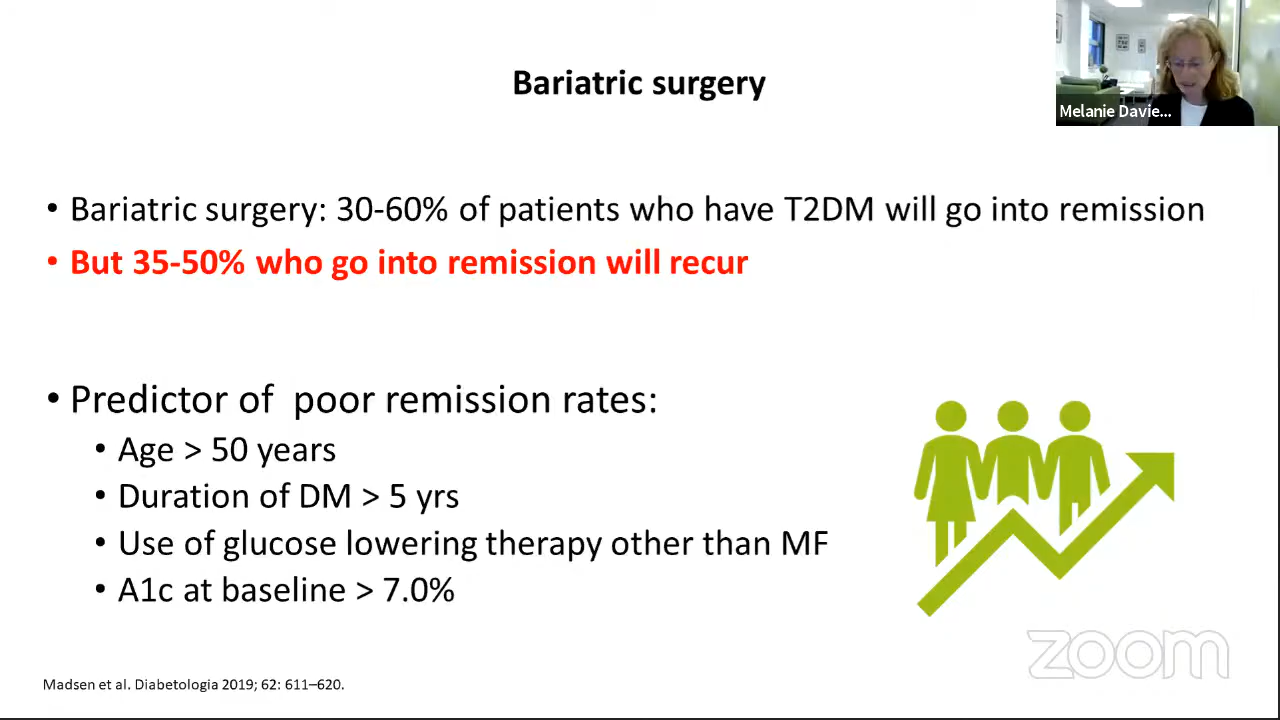 Bariatric surgery
Melanie Davie...
• Bariatric surgery: 30-60% of patients who have T2DM will go into remission
• But 35-50% who go into remission will recur
• Predictor of  poor remission rates:
• Age > 50 years
• Duration of DM > 5 yrs
• Use of glucose lowering therapy other than MF
• A1c at baseline > 7.0%
zoom
Madsen et al. Diabetologia 2019; 62: 611–620.